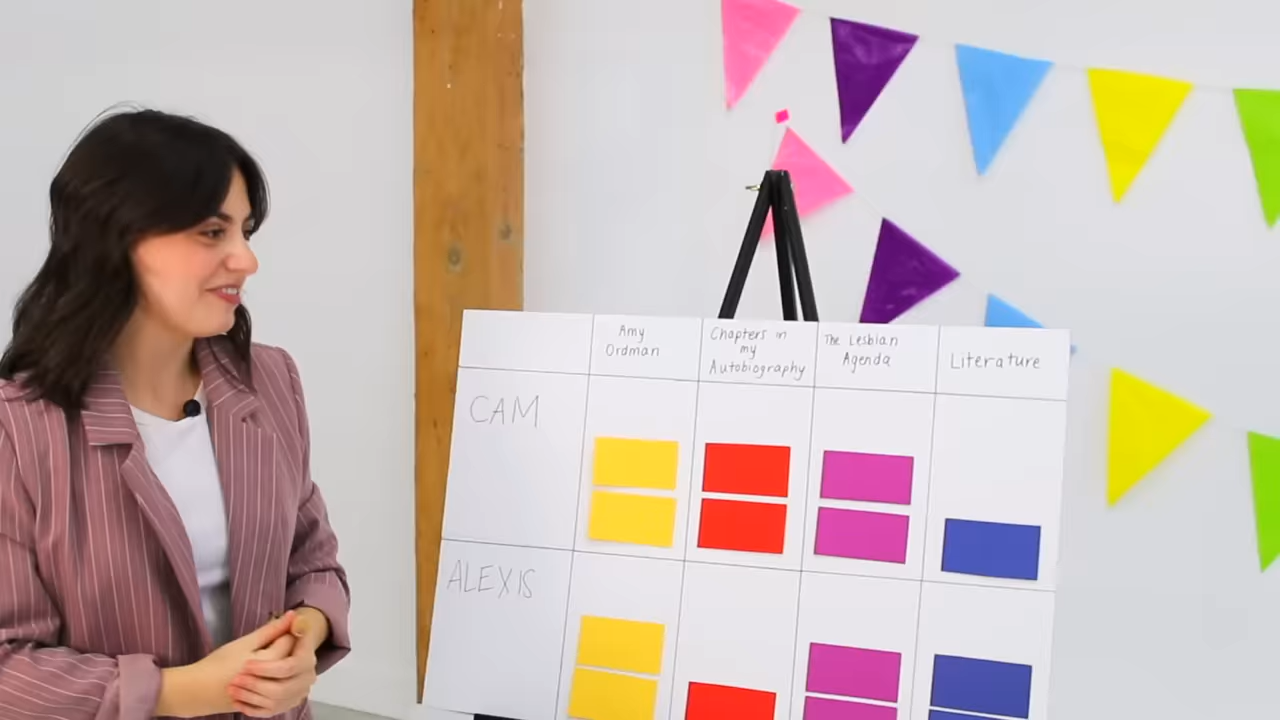 Amy
Ordman
Chapters in
my
Autobiography
The Lesbian
Agenda
Literature
CAM
ALEXIS